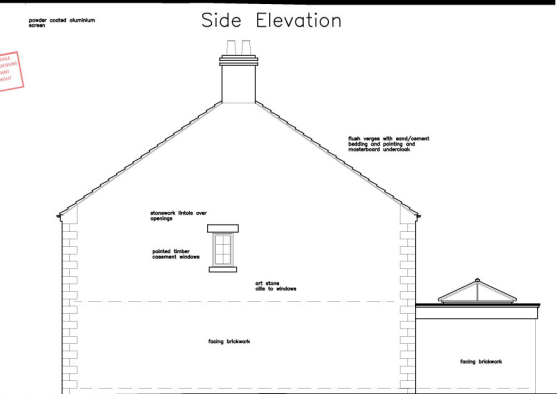 Side Elevation
powder coated aluminium
screen
flush verges with sand/cement
bedding and pointing and
masterboard undercloak
stonework lintols over
openings
painted timber
casement windows
art stone
cills to windows
facing brickwork
facing brickwork